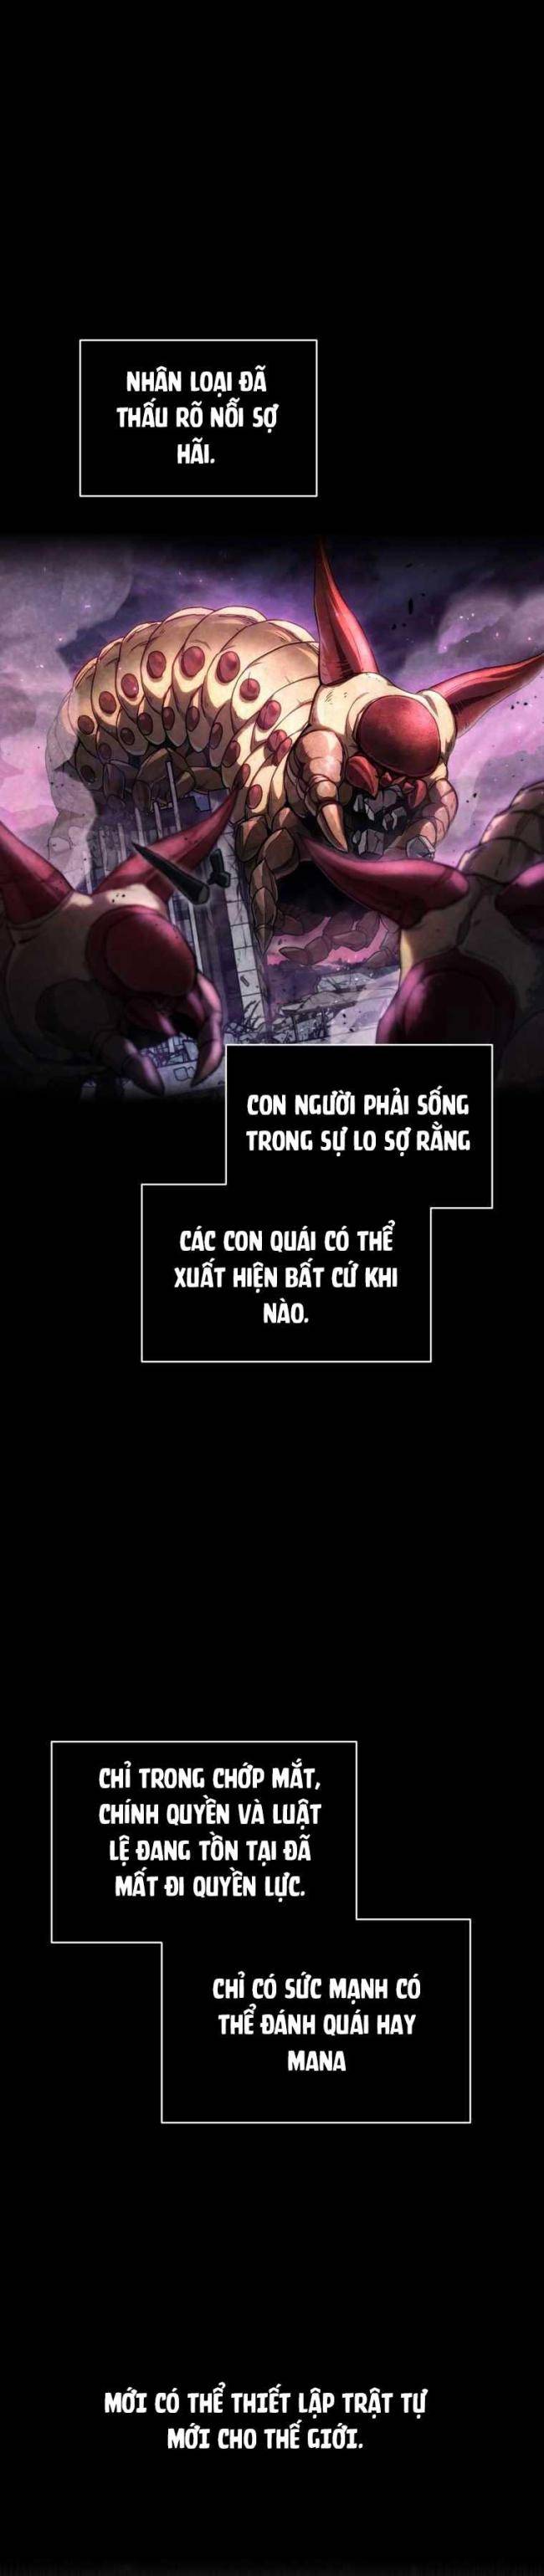 NHÂN LOẠI ĐÃ
THẤU RÕ NỖI SỢ
HÃI.
CON NGƯỜI PHẢI SỐNG
TRONG SỰ LO SỢ RẰNG
CÁC CON QUÁI CÓ THỂ
XUẤT HIỆN BẤT CỨ KHI
NÀO.
CHỈ TRONG CHỚP MẮT,
CHÍNH QUYỀN VÀ LUẬT
LỆ ĐANG TỒN TẠI ĐÃ
MẤT ĐI QUYỀN LỰC.
CHỈ CÓ SỨC MẠNH CÓ
THỂ ĐÁNH QUÁI HAY
MANA
MỚI CÓ THỂ THIẾT LẬP TRẬT TỰ
MỚI CHO THẾ GIỚI.